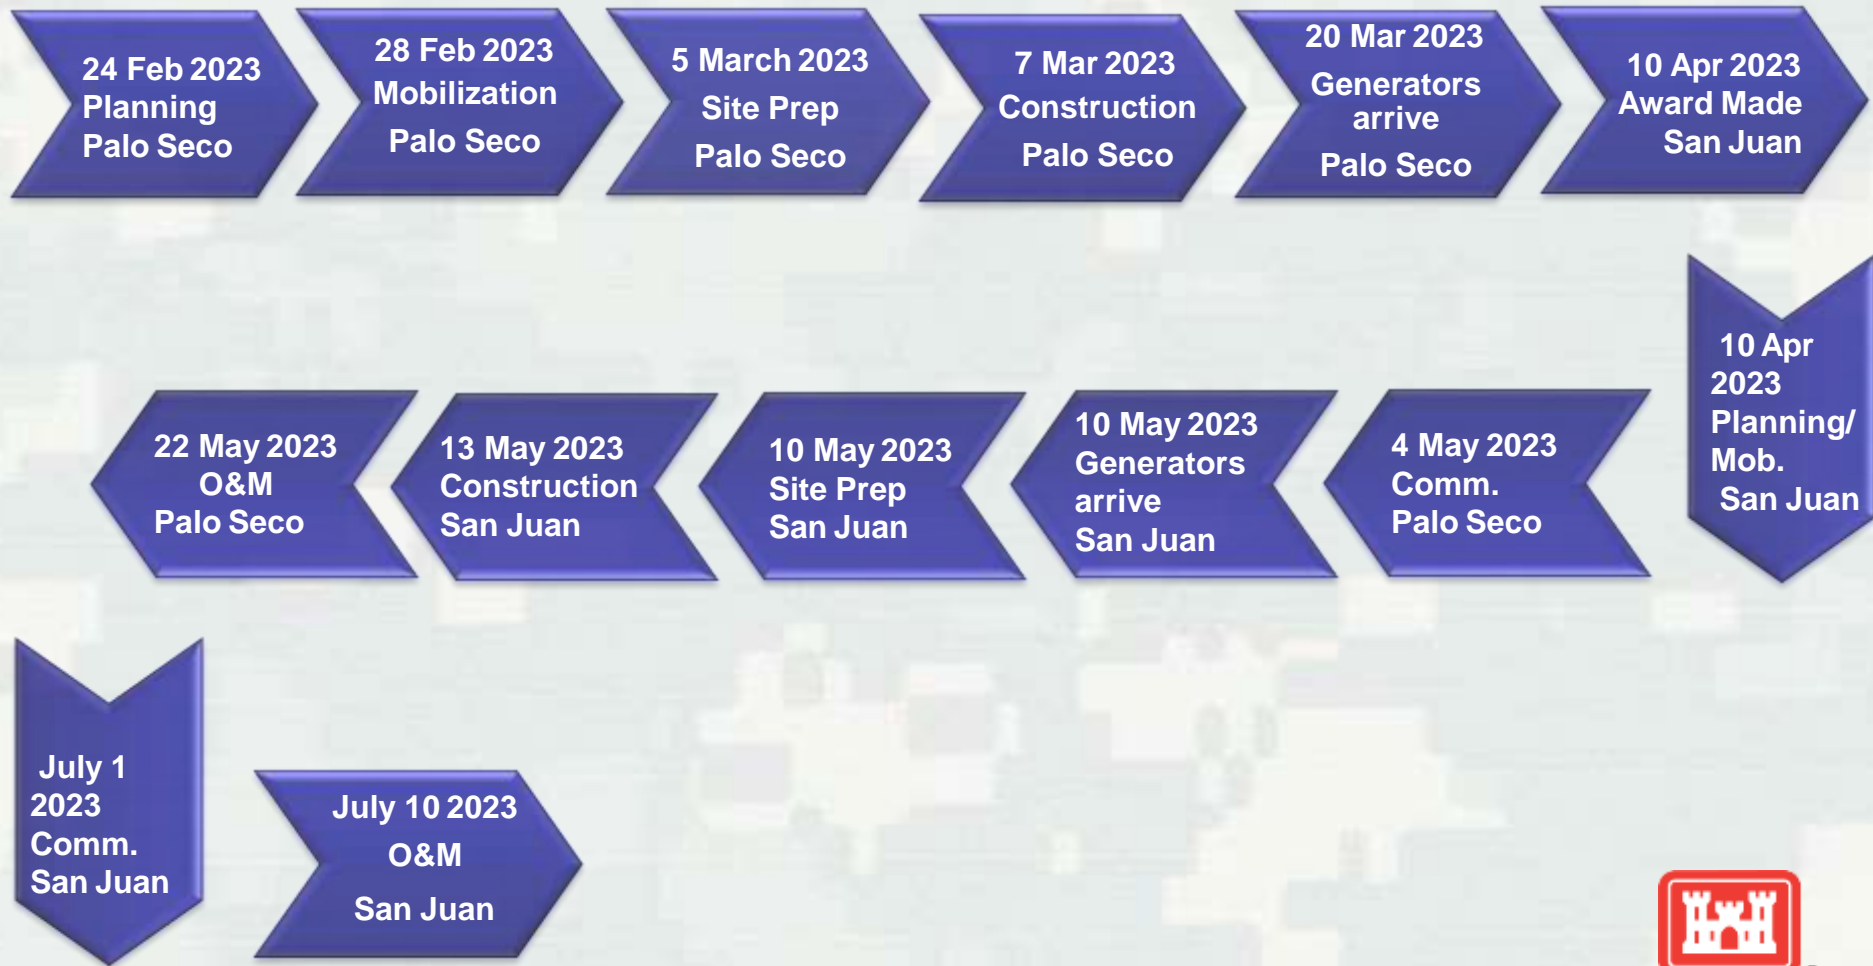 24 Feb 2023
Planning
Palo Seco
28 Feb 2023
Mobilization
Palo Seco
5 March 2023
Site Prep
Palo Seco
7 Mar 2023
Construction
Palo Seco
20 Mar 2023
Generators
arrive
Palo Seco
10 Apr 2023
Award Made
San Juan
10 Apr
2023
Planning/
Mob.
San Juan
4 May 2023
Comm.
Palo Seco
10 May 2023
Generators
arrive
San Juan
10 May 2023
Site Prep
San Juan
13 May 2023
Construction
San Juan
22 May 2023
O&M
Palo Seco
July 1
2023
Comm.
San Juan
July 10 2023
O&M
San Juan